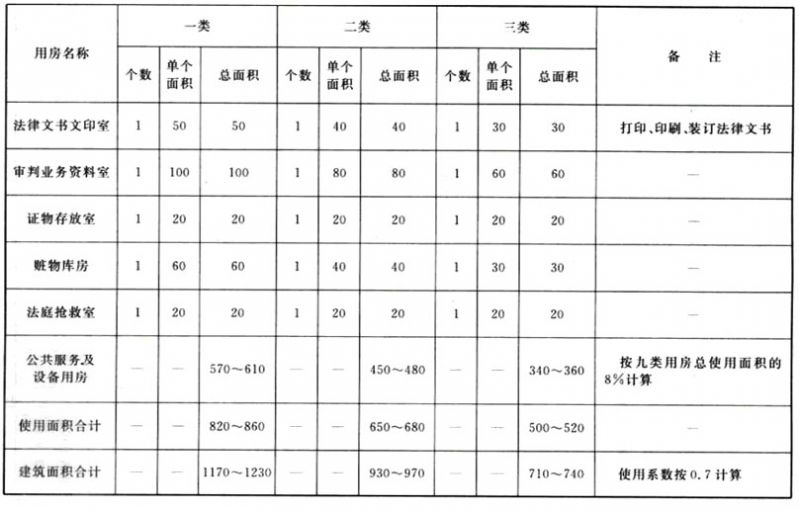 用房名称 一类 二类 三类 备 注
个数 单个面积 总面积 个数 单个面积 总面积 个数 单个面积 总面积
法律文书文印室 1 50 50 1 40 40 1 30 30 打印、印刷、装订法律文书
审判业务资料室 1 100 100 1 80 80 1 60 60 —
证物存放室 1 20 20 1 20 20 1 20 20 —
赃物库房 1 60 60 1 40 40 1 30 30 —
法庭抢救室 1 20 20 1 20 20 1 20 20 —
公共服务及设备用房 — — 570～610 — — 450～480 — — 340～360 按九类用房总使用面积的8%计算
使用面积合计 — — 820～860 — — 650～680 — — 500～520 —
建筑面积合计 — — 1170～1230 — — 930～970 — — 710～740 使用系数按0.7计算